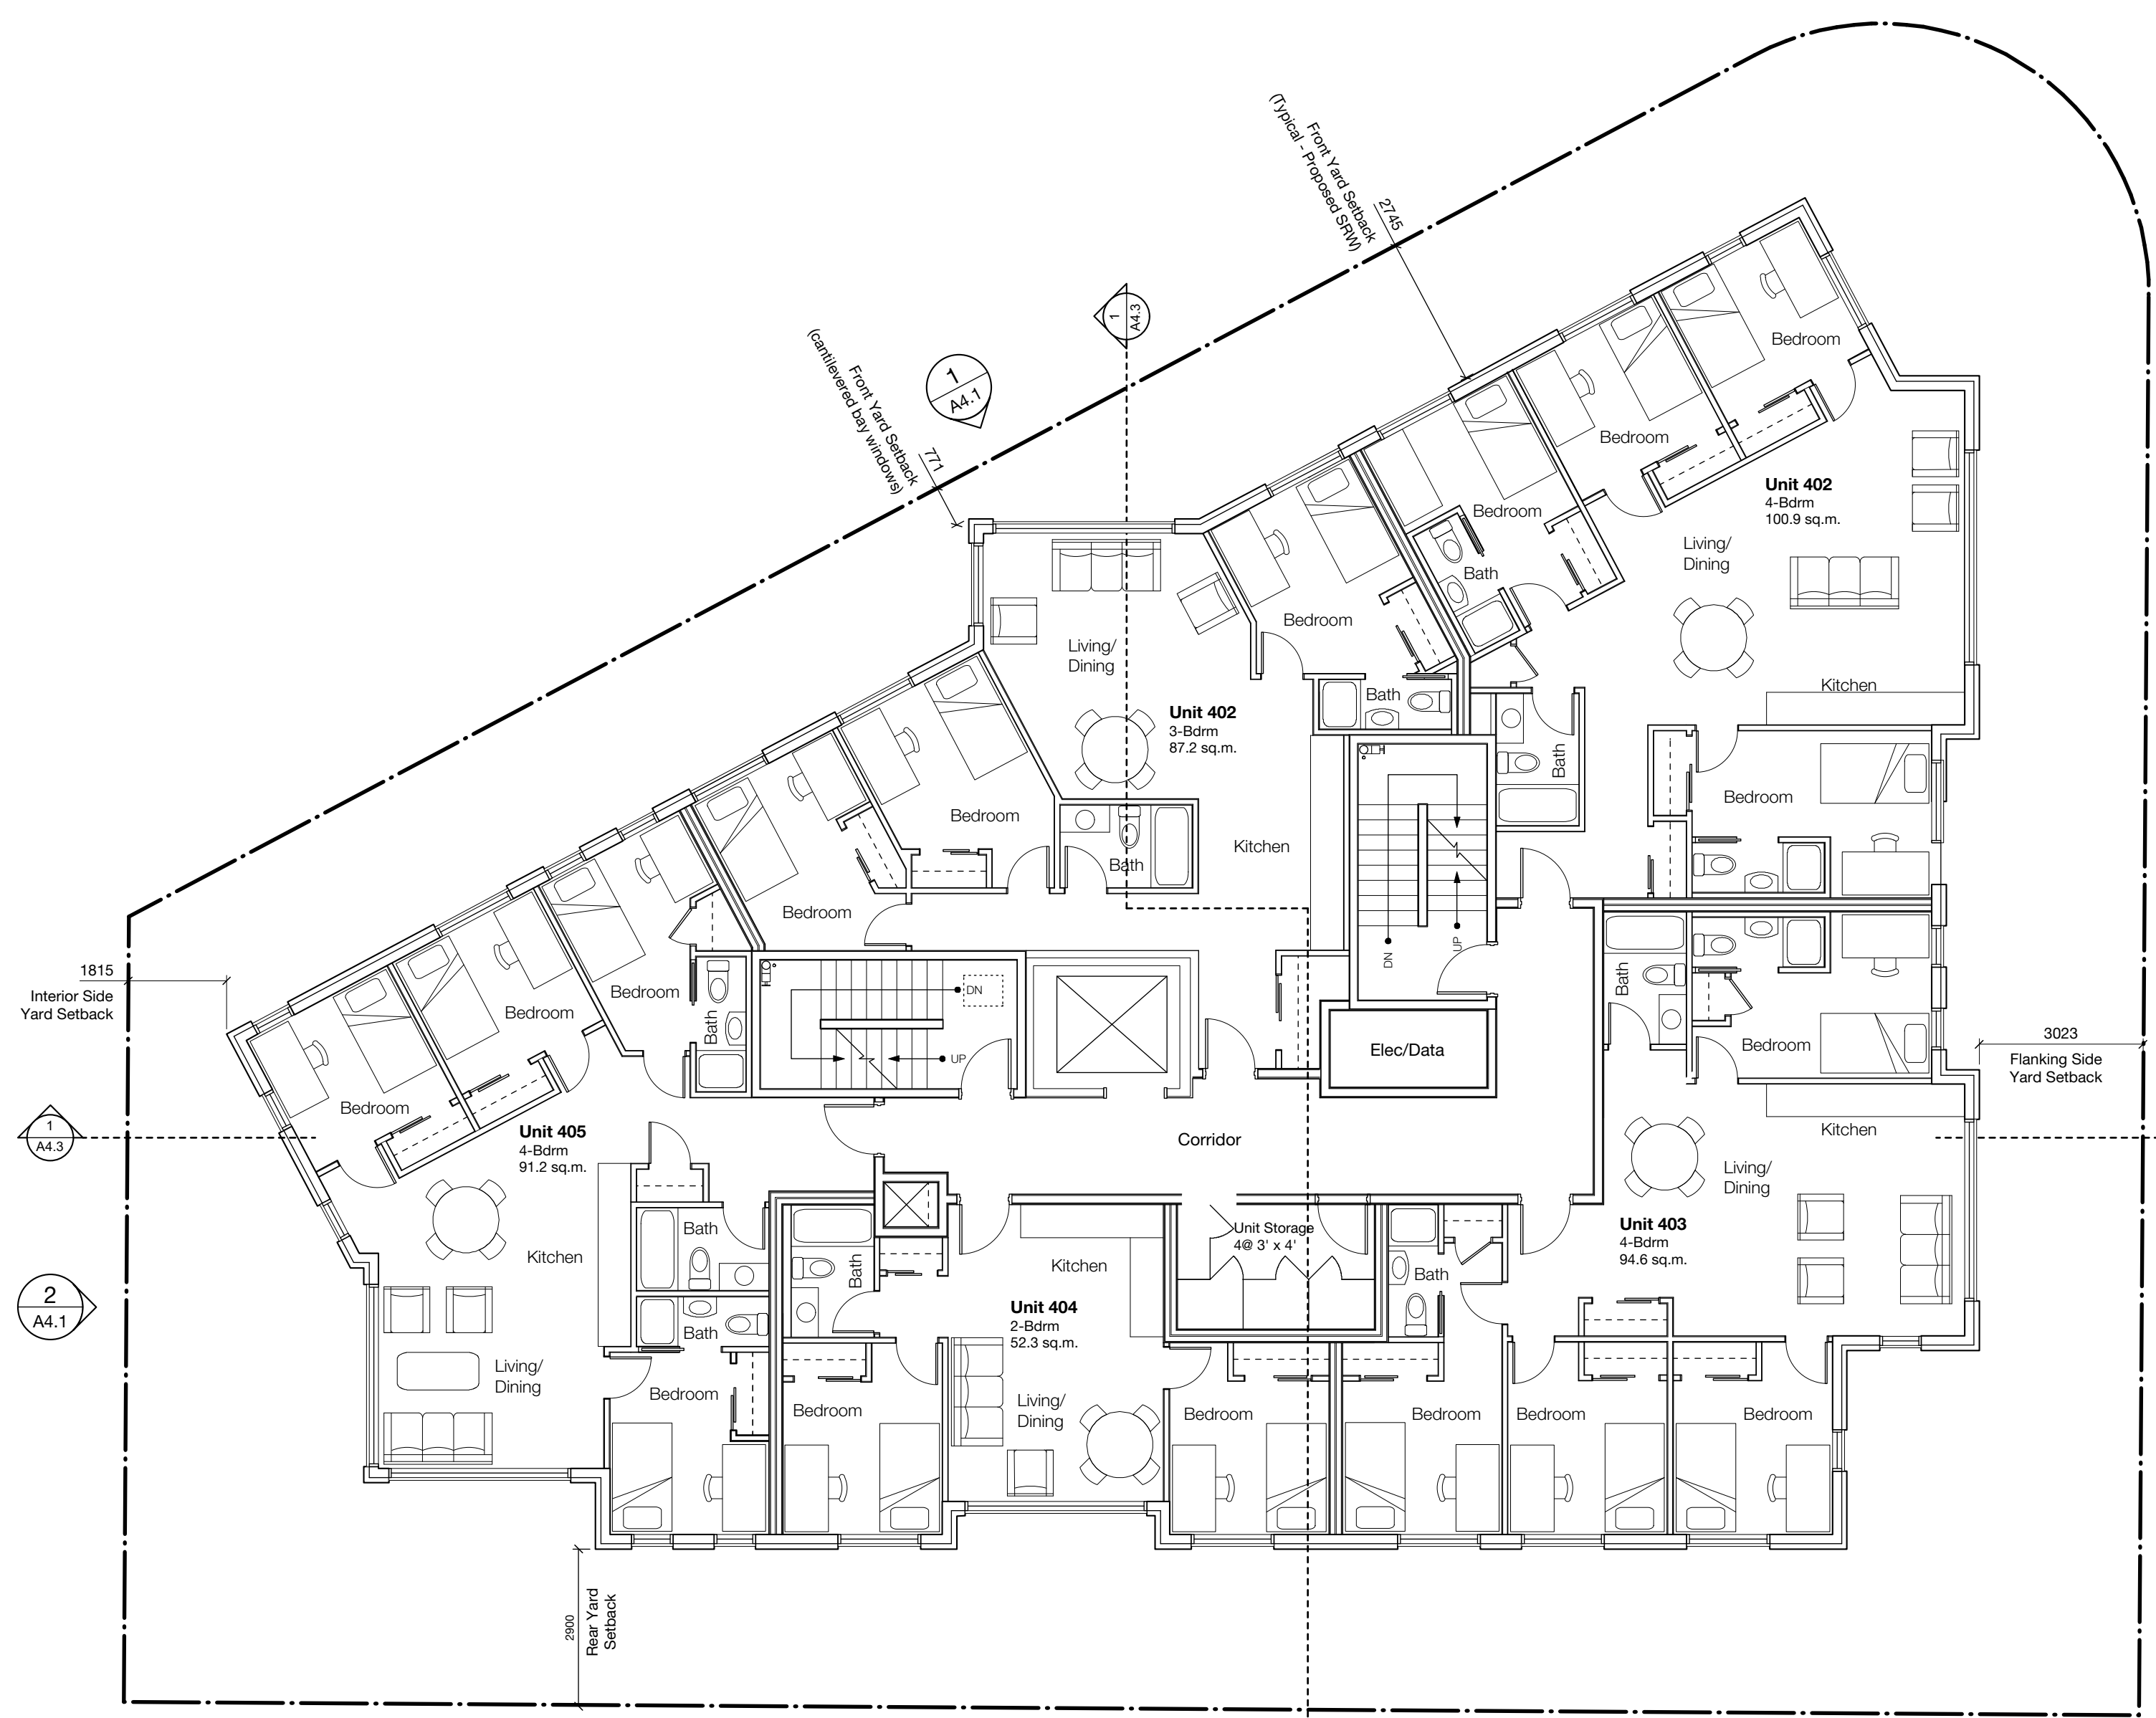 Front Yard Setback
(Typical - Proposed SRW)
2745
1
A4.3
Front Yard Setback
(cantilevered bay windows)
771
1
A4.1
Bedroom
Bedroom
Unit 402
4-Bdrm
100.9 sq.m.
Bedroom
Living/
Dining
Bath
Bedroom
Kitchen
Living/
Dining
Bath
Unit 402
3-Bdrm
87.2 sq.m.
Bath
Bedroom
Bedroom
Kitchen
Bath
Bedroom
DN
UP
1815
Interior Side
Yard Setback
Bedroom
Bedroom
Bath
DN
UP
Bath
Bedroom
3023
Flanking Side
Yard Setback
Elec/Data
Bedroom
1
A4.3
Unit 405
4-Bdrm
91.2 sq.m.
Corridor
Kitchen
Living/
Dining
Unit 403
4-Bdrm
94.6 sq.m.
Bath
Unit Storage
4@ 3' x 4'
Kitchen
Bath
Kitchen
Bath
2
A4.1
Unit 404
2-Bdrm
52.3 sq.m.
Bath
Living/
Dining
Bedroom
Bedroom
Living/
Dining
Bedroom
Bedroom
Bedroom
Bedroom
2900
Rear Yard
Setback